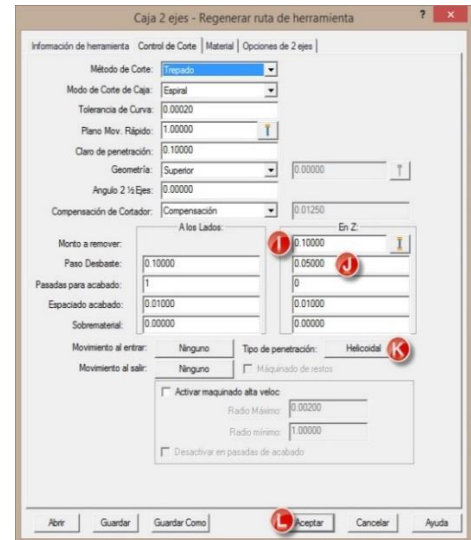 Caja 2 ejes - Regenerar ruta de herramienta ? ×
Información de herramienta Control de Corte Material Opciones de 2 ejes
Método de Corte: Trepado
Modo de Corte de Caja: Espiral
Tolerancia de Curva: 0.00020
Plano Mov. Rápido: 1.00000
Claro de penetración: 0.10000
Geometría: Superior 0.00000
Angulo 2 ½ Ejes: 0.00000
Compensación de Cortador: Compensación 0.01250
A los Lados: En Z:
Monto a remover: I 0.10000
Paso Desbaste: 0.10000 0.05000 J
Pasadas para acabado: 1 0
Espaciado acabado: 0.01000 0.01000
Sobrematerial: 0.00000 0.00000
Movimiento al entrar: Ninguno Tipo de penetración: Helicoidal K
Movimiento al salir: Ninguno Máquinado de restos
Activar maquinado alta veloc
Radio Máximo: 0.00200
Radio mínimo: 1.00000
Desactivar en pasadas de acabado
Abrir Guardar Guardar Como L Aceptar Cancelar Ayuda